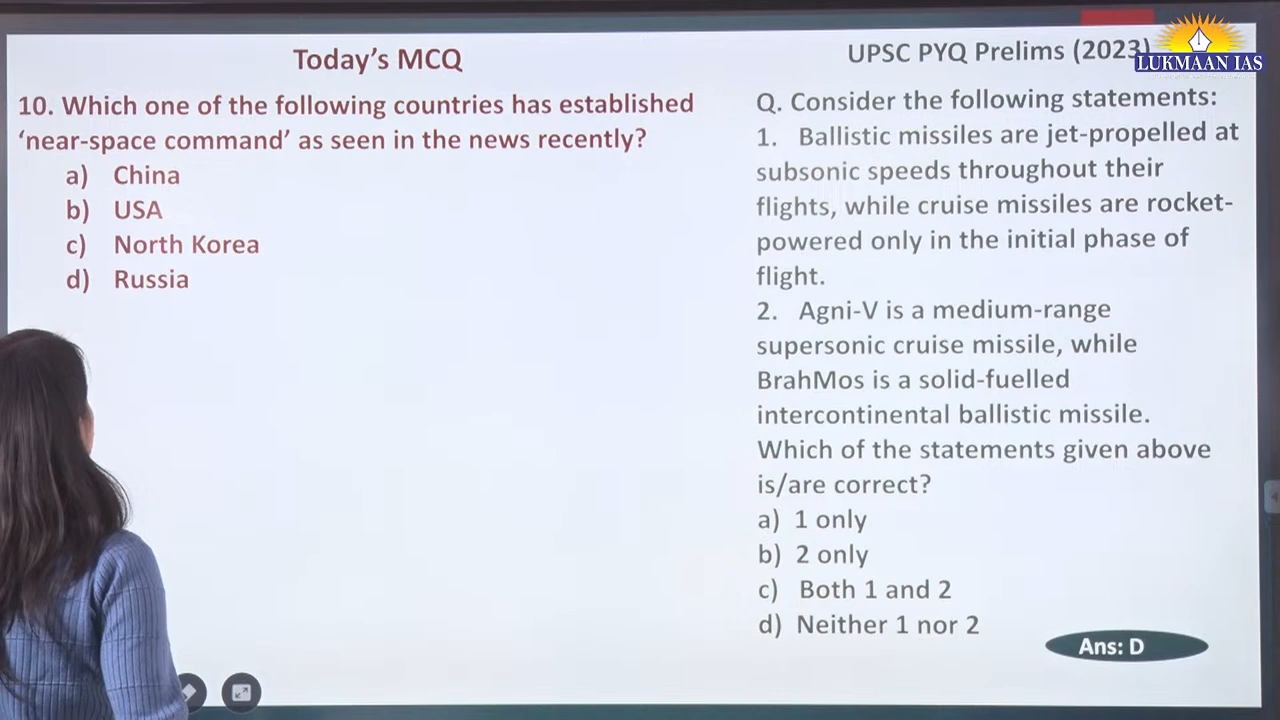 Today's MCQ
10. Which one of the following countries has established
'near-space command' as seen in the news recently?
a) China
b) USA
c) North Korea
d) Russia
UPSC PYQ Prelims (2023)
LUKMAAN IAS
Q. Consider the following statements:
1. Ballistic missiles are jet-propelled at
subsonic speeds throughout their
flights, while cruise missiles are rocket-
powered only in the initial phase of
flight.
2. Agni-V is a medium-range
supersonic cruise missile, while
BrahMos is a solid-fuelled
intercontinental ballistic missile.
Which of the statements given above
is/are correct?
a) 1 only
b) 2 only
c) Both 1 and 2
d) Neither 1 nor 2
Ans: D